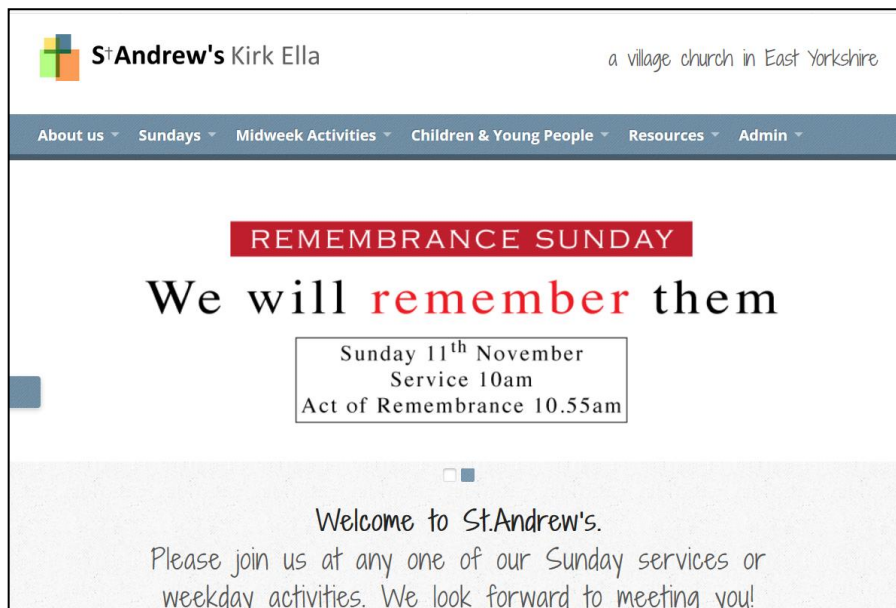 St Andrew's Kirk Ella
a village church in East Yorkshire
About us Sundays Midweek Activities Children & Young People Resources Admin
REMEMBRANCE SUNDAY
We will remember them
Sunday 11th November
Service 10am
Act of Remembrance 10.55am
Welcome to St.Andrew's.
Please join us at any one of our Sunday services or
weekday activities. We look forward to meeting you!